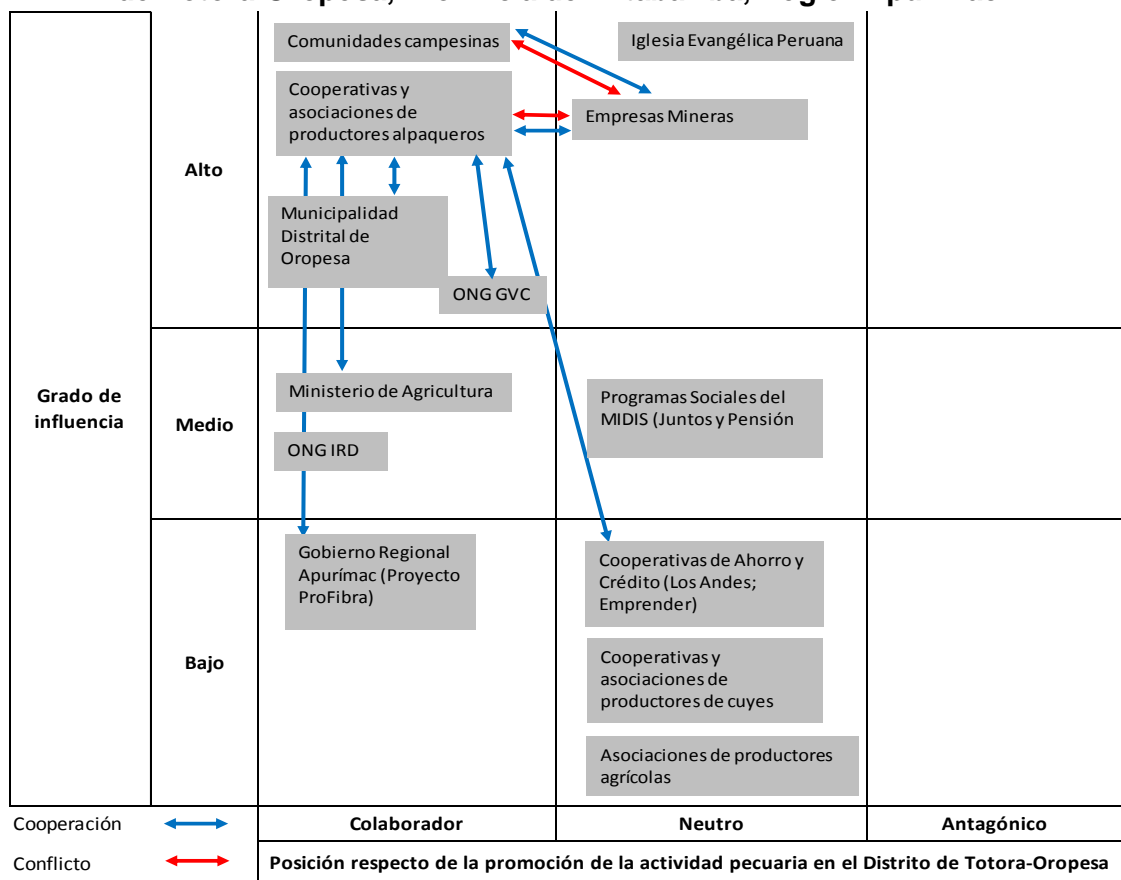 Comunidades campesinas
Iglesia Evangélica Peruana
Cooperativas y
asociaciones de
productores alpaqueros
Empresas Mineras
Alto
Municipalidad
Distrital de
Oropesa
ONG GVC
Grado de
influencia
Medio
Ministerio de Agricultura
ONG IRD
Programas Sociales del
MIDIS (Juntos y Pensión
Bajo
Gobierno Regional
Apurímac (Proyecto
ProFibra)
Cooperativas de Ahorro y
Crédito (Los Andes;
Emprender)
Cooperativas y
asociaciones de
productores de cuyes
Asociaciones de productores
agrícolas
Cooperación
Colaborador
Neutro
Antagónico
Conflicto
Posición respecto de la promoción de la actividad pecuaria en el Distrito de Totora-Oropesa